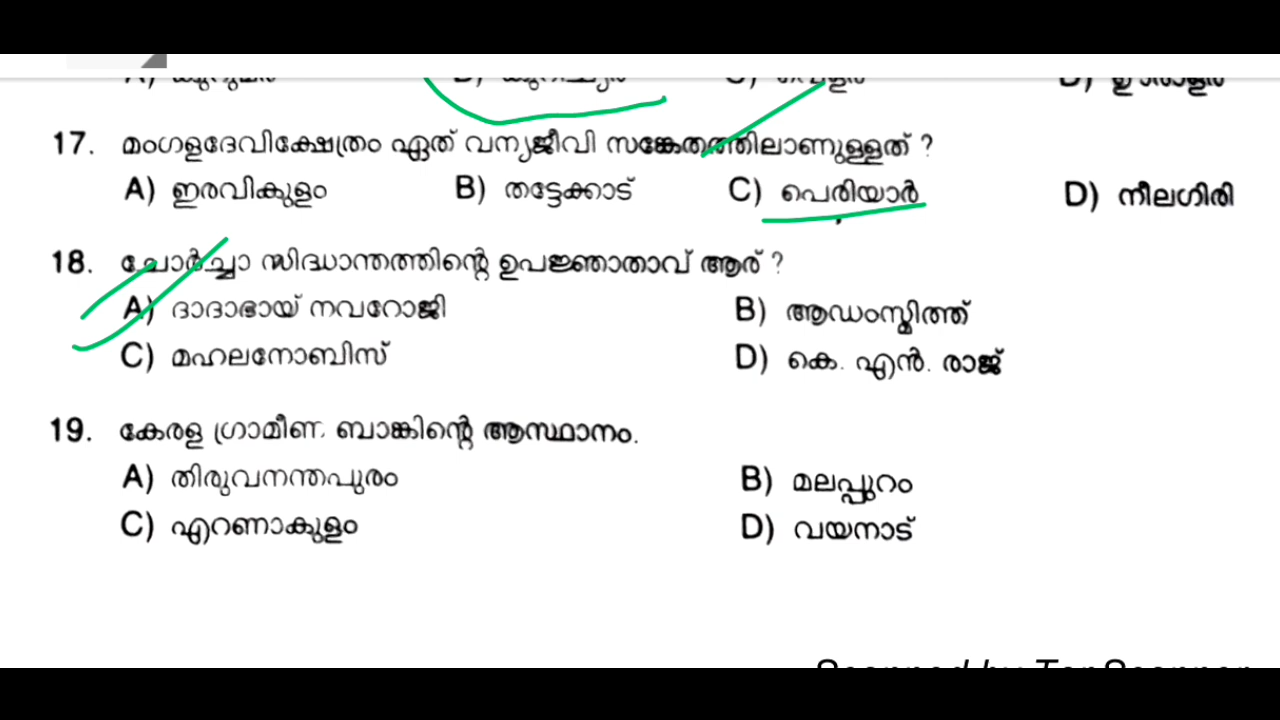 17. മംഗളദേവിക്ഷേത്രം ഏത് വന്യജീവി സങ്കേതത്തിലാണുള്ളത് ?
A) ഇരവികുളം B) തട്ടേക്കാട് C) പെരിയാർ D) നീലഗിരി
18. ചോർച്ചാ സിദ്ധാന്തത്തിന്റെ ഉപജ്ഞാതാവ് ആര് ?
A) ദാദാഭായ് നവറോജി B) ആഡംസ്മിത്ത്
C) മഹലനോബിസ് D) കെ. എൻ. രാജ്
19. കേരള ഗ്രാമീണ ബാങ്കിന്റെ ആസ്ഥാനം.
A) തിരുവനന്തപുരം B) മലപ്പുറം
C) എറണാകുളം D) വയനാട്